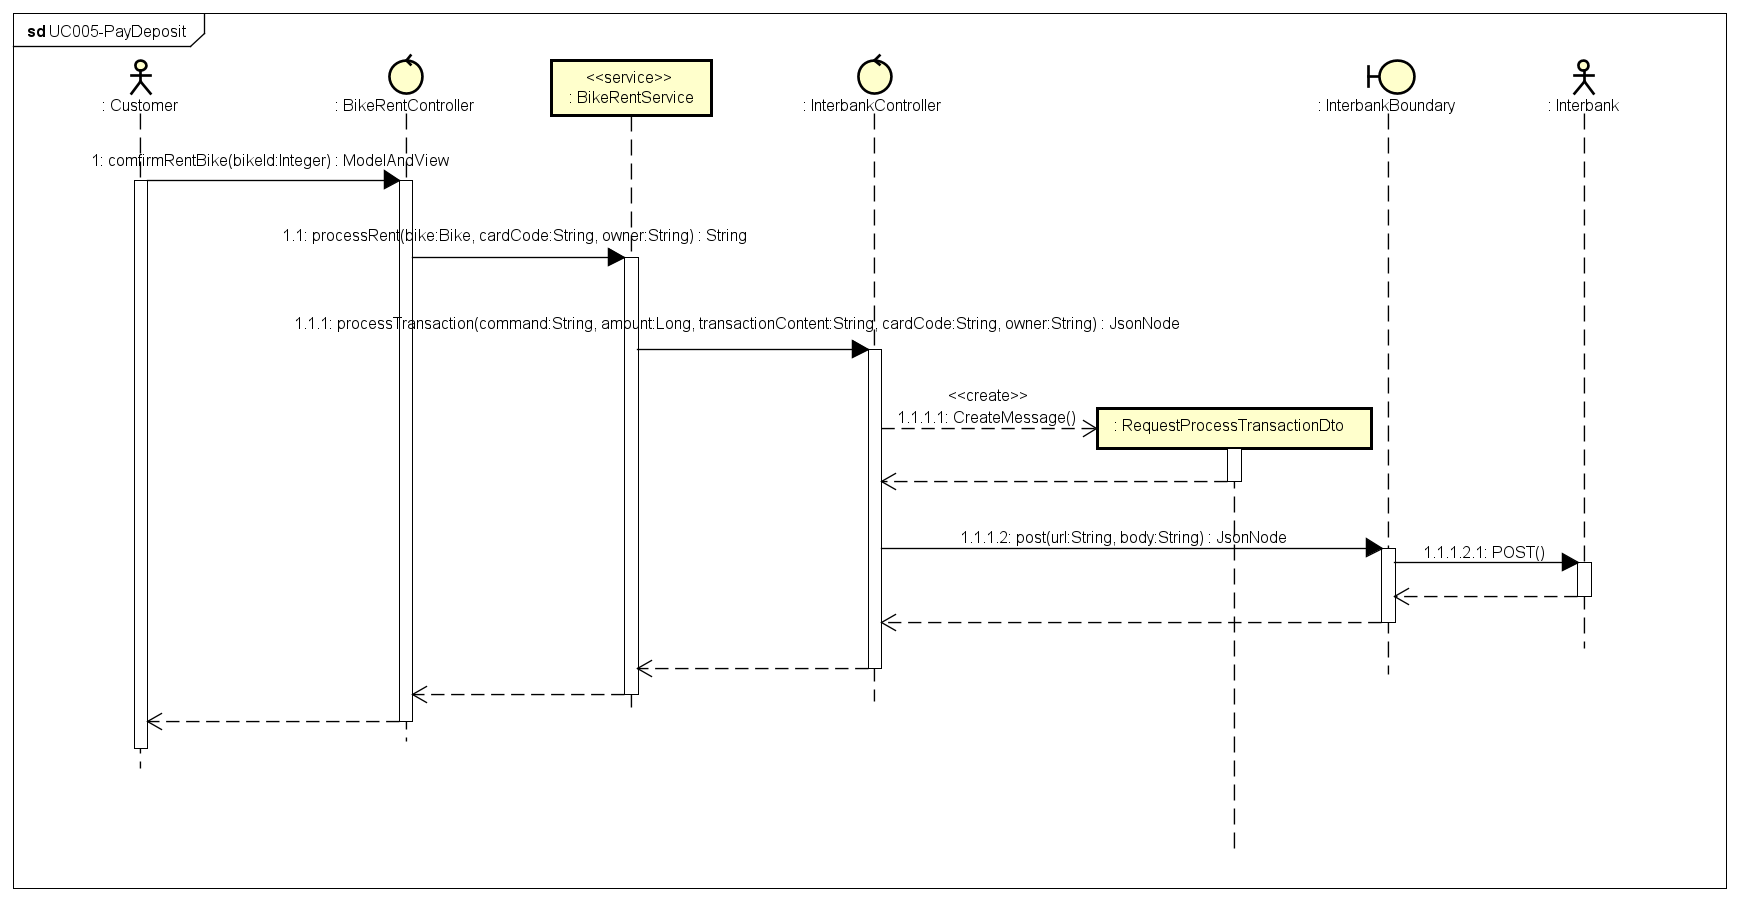 sd UC005-PayDeposit
: Customer
: BikeRentController
<<service>>
: BikeRentService
: InterbankController
: InterbankBoundary
: Interbank
1: comfirmRentBike(bikeId:Integer) : ModelAndView
1.1: processRent(bike:Bike, cardCode:String, owner:String) : String
1.1.1: processTransaction(command:String, amount:Long, transactionContent:String, cardCode:String, owner:String) : JsonNode
<<create>>
1.1.1.1: CreateMessage()
: RequestProcessTransactionDto
1.1.1.2: post(url:String, body:String) : JsonNode
1.1.1.2.1: POST()